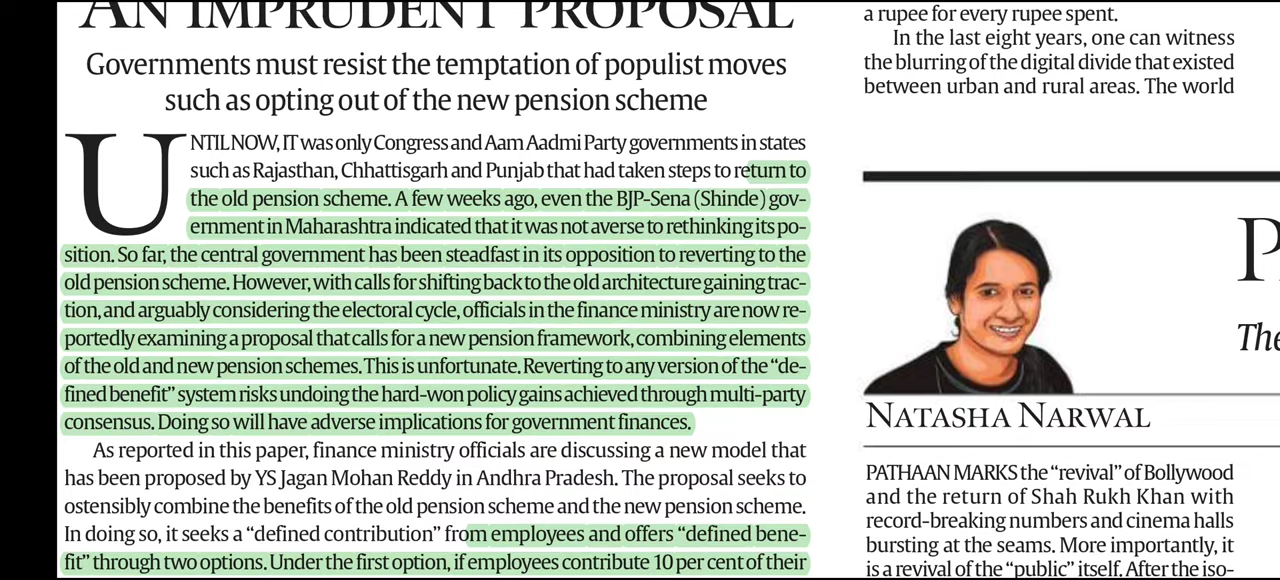 AN IMPRUDENT PROPOSAL
Governments must resist the temptation of populist moves
such as opting out of the new pension scheme
UNTIL NOW, IT was only Congress and Aam Aadmi Party governments in states
such as Rajasthan, Chhattisgarh and Punjab that had taken steps to return to
the old pension scheme. A few weeks ago, even the BJP-Sena (Shinde) gov-
ernment in Maharashtra indicated that it was not averse to rethinking its po-
sition. So far, the central government has been steadfast in its opposition to reverting to the
old pension scheme. However, with calls for shifting back to the old architecture gaining trac-
tion, and arguably considering the electoral cycle, officials in the finance ministry are now re-
portedly examining a proposal that calls for a new pension framework, combining elements
of the old and new pension schemes. This is unfortunate. Reverting to any version of the “de-
fined benefit” system risks undoing the hard-won policy gains achieved through multi-party
consensus. Doing so will have adverse implications for government finances.
As reported in this paper, finance ministry officials are discussing a new model that
has been proposed by YS Jagan Mohan Reddy in Andhra Pradesh. The proposal seeks to
ostensibly combine the benefits of the old pension scheme and the new pension scheme.
In doing so, it seeks a “defined contribution” from employees and offers “defined bene-
fit” through two options. Under the first option, if employees contribute 10 per cent of their
a rupee for every rupee spent.
In the last eight years, one can witness
the blurring of the digital divide that existed
between urban and rural areas. The world
The
NATASHA NARWAL
PATHAAN MARKS the “revival” of Bollywood
and the return of Shah Rukh Khan with
record-breaking numbers and cinema halls
bursting at the seams. More importantly, it
is a revival of the “public” itself. After the iso-